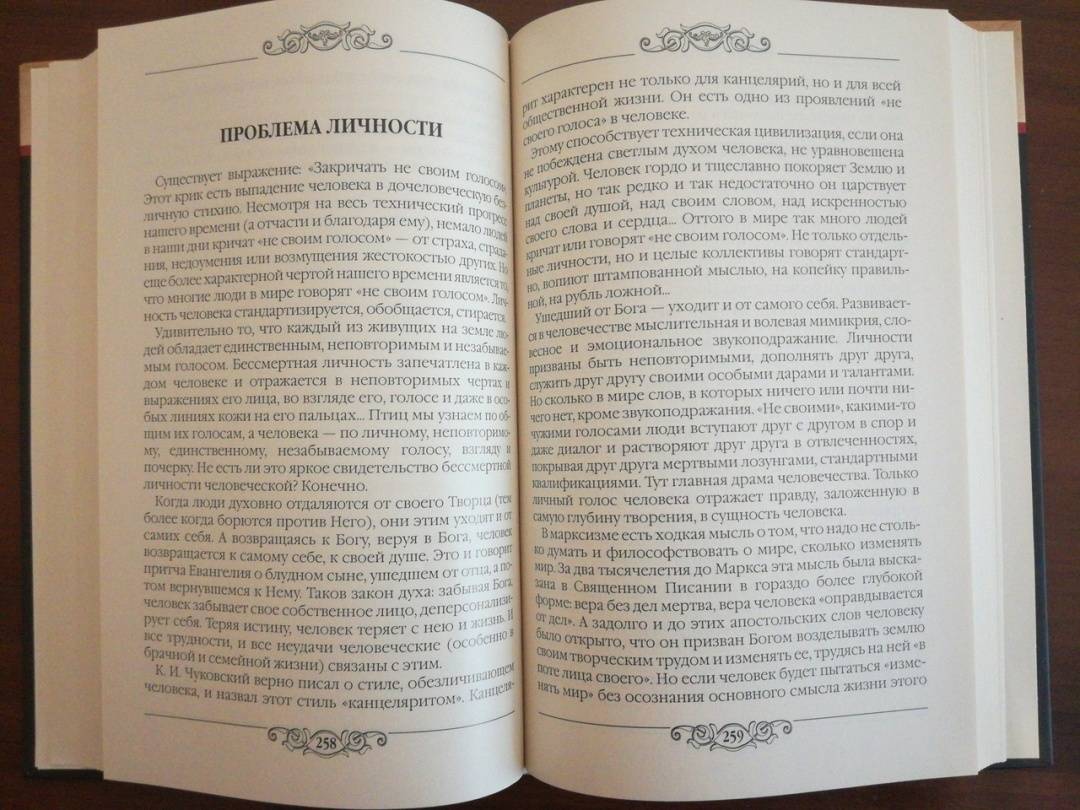 ПРОБЛЕМА ЛИЧНОСТИ
Существует выражение: «Закричать не своим голосом».
Этот крик есть выпадение человека в дочеловеческую без-
личную стихию. Несмотря на весь технический прогресс
нашего времени (а отчасти и благодаря ему), немало людей
в наши дни кричат «не своим голосом» — от страха, страда-
ния, недоумения или возмущения жестокостью других. Но
еще более характерной чертой нашего времени является то,
что многие люди в мире говорят «не своим голосом». Лич-
ность человека стандартизируется, обобщается, стирается.
Удивительно то, что каждый из живущих на земле лю-
дей обладает единственным, неповторимым и незабывае-
мым голосом. Бессмертная личность запечатлена в каж-
дом человеке и отражается в неповторимых чертах и
выражениях его лица, во взгляде его, голосе и даже в осо-
бых линиях кожи на его пальцах... Птиц мы узнаем по об-
щим их голосам, а человека — по личному, неповторимо-
му, единственному, незабываемому голосу, взгляду и
почерку. Не есть ли это яркое свидетельство бессмертной
личности человеческой? Конечно.
Когда люди духовно отдаляются от своего Творца (тем
более когда борются против Него), они этим уходят и от
самих себя. А возвращаясь к Богу, веруя в Бога, человек
возвращается к самому себе, к своей душе. Это и говорит
притча Евангелия о блудном сыне, ушедшем от отца, а по-
том вернувшемся к Нему. Таков закон духа: забывая Бога,
человек забывает свое собственное лицо, деперсонализи-
рует себя. Теряя истину, человек теряет с нею и жизнь. И
все трудности, и все неудачи человеческие (особенно в
брачной и семейной жизни) связаны с этим.
К. И. Чуковский верно писал о стиле, обезличивающем
человека, и назвал этот стиль «канцеляритом». Канцеля-
258
рит характерен не только для канцелярий, но и для всей
общественной жизни. Он есть одно из проявлений «не
своего голоса» в человеке.
Этому способствует техническая цивилизация, если она
не побеждена светлым духом человека, не уравновешена
культурой. Человек гордо и тщеславно покоряет Землю и
планеты, но так редко и так недостаточно он царствует
над своей душой, над своим словом, над искренностью
своего слова и сердца... Оттого в мире так много людей
кричат или говорят «не своим голосом». Не только отдель-
ные личности, но и целые коллективы говорят стандарт-
но, вопиют штампованной мыслью, на копейку правиль-
ной, на рубль ложной...
Ушедший от Бога — уходит и от самого себя. Развивает-
ся в человечестве мыслительная и волевая мимикрия, сло-
весное и эмоциональное звукоподражание. Личности
призваны быть неповторимыми, дополнять друг друга,
служить друг другу своими особыми дарами и талантами.
Но сколько в мире слов, в которых ничего или почти ни-
чего нет, кроме звукоподражания. «Не своими», какими-то
чужими голосами люди вступают друг с другом в спор и
даже диалог и растворяют друг друга в отвлеченностях,
покрывая друг друга мертвыми лозунгами, стандартными
квалификациями. Тут главная драма человечества. Только
личный голос человека отражает правду, заложенную в
самую глубину творения, в сущность человека.
В марксизме есть ходкая мысль о том, что надо не столь-
ко думать и философствовать о мире, сколько изменять
мир. За два тысячелетия до Маркса эта мысль была выска-
зана в Священном Писании в гораздо более глубокой
форме: вера без дел мертва, вера человека «оправдывается
от дел». А задолго и до этих апостольских слов человеку
было открыто, что он призван Богом возделывать землю
своим творческим трудом и изменять ее, трудясь на ней «в
поте лица своего». Но если человек будет пытаться «изме-
нять мир» без осознания основного смысла жизни этого
259